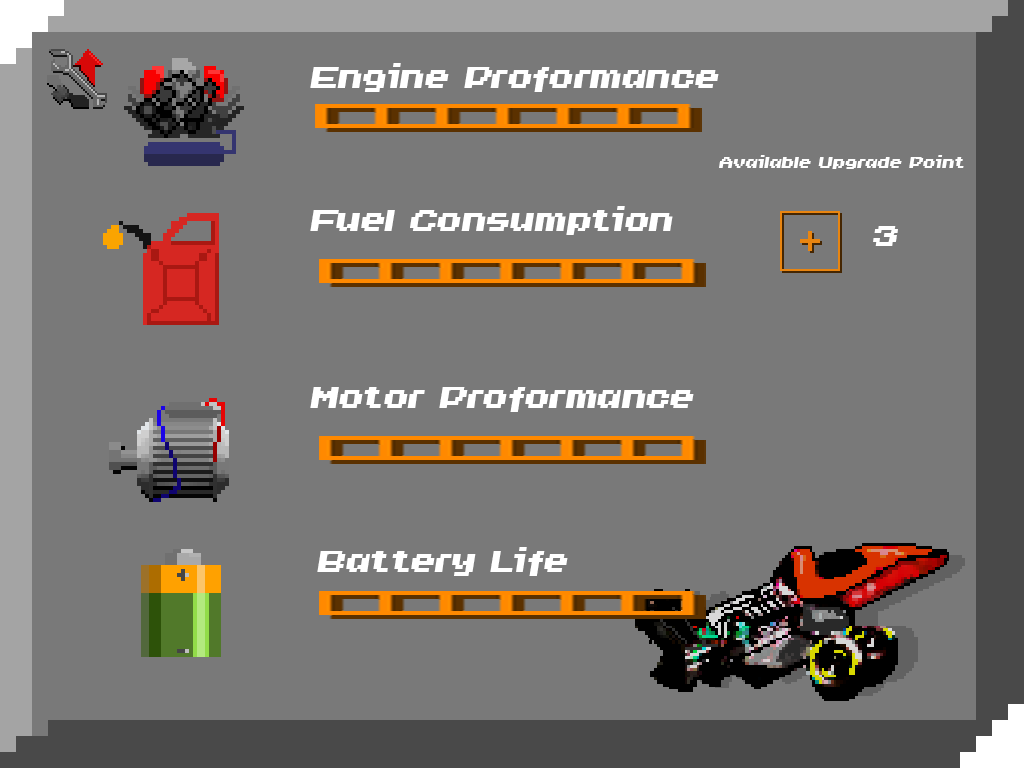 Engine Proformance
Available Upgrade Point
Fuel Consumption
+ 3
Motor Proformance
Battery Life